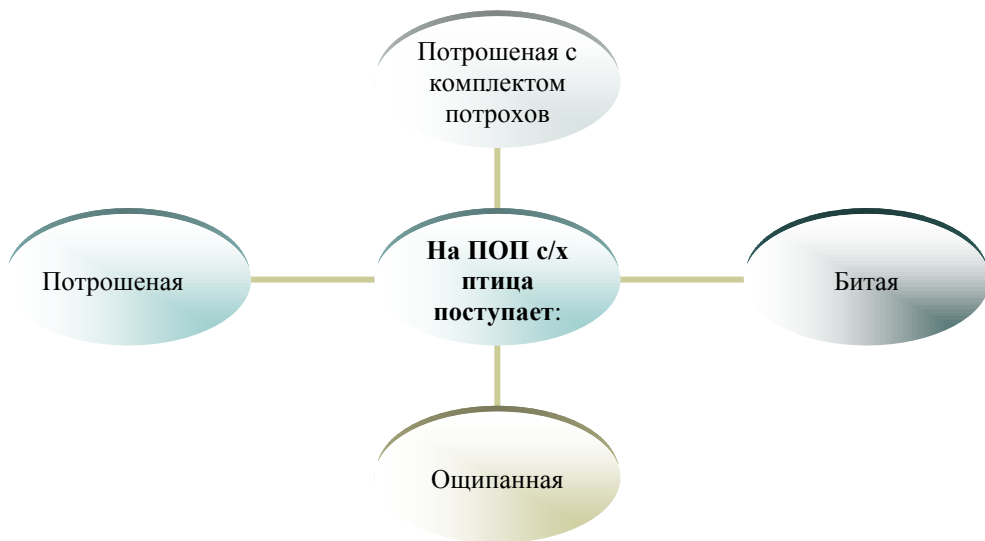 Потрошеная с
комплектом
потрохов
Потрошеная
На ПОП с/х
птица
поступает:
Битая
Ощипанная